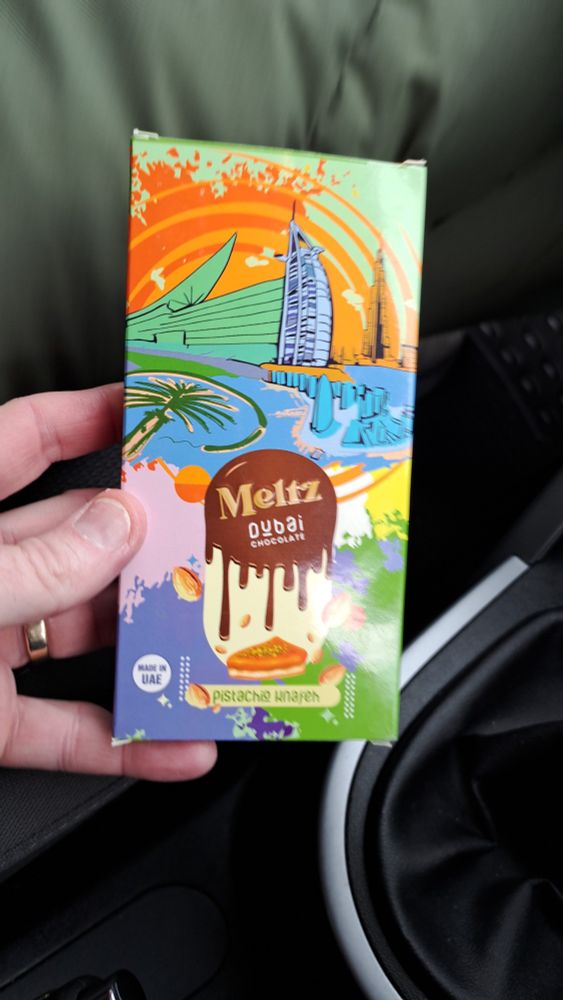 Meltz
Dubai
CHOCOLATE
MADE IN
UAE
PISTACHIO KNAFEH